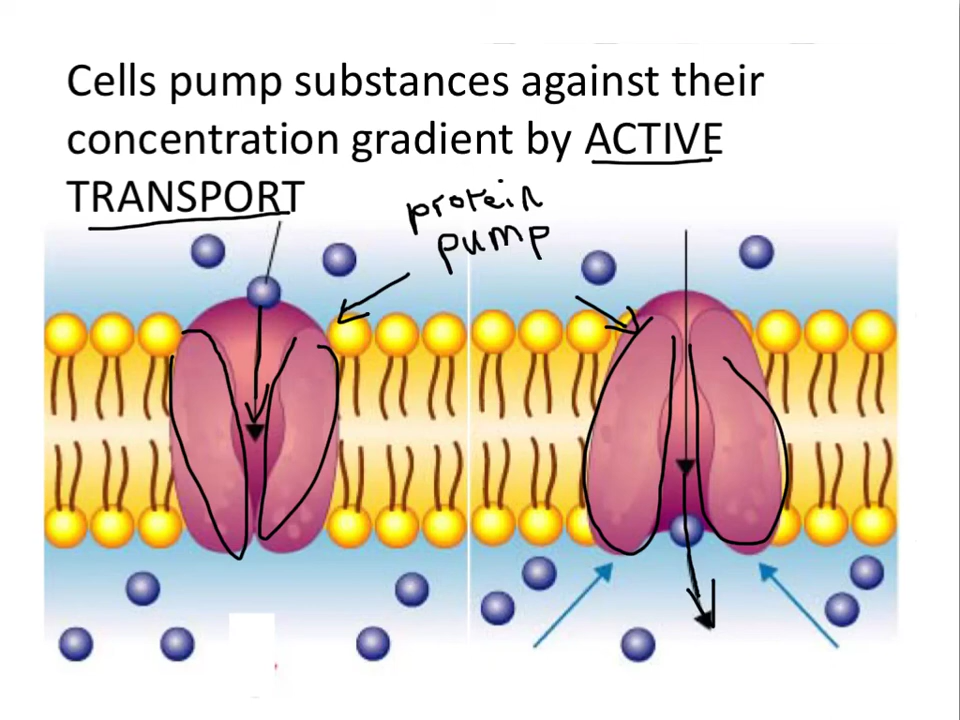 Cells pump substances against their
concentration gradient by ACTIVE
TRANSPORT
protein
pump